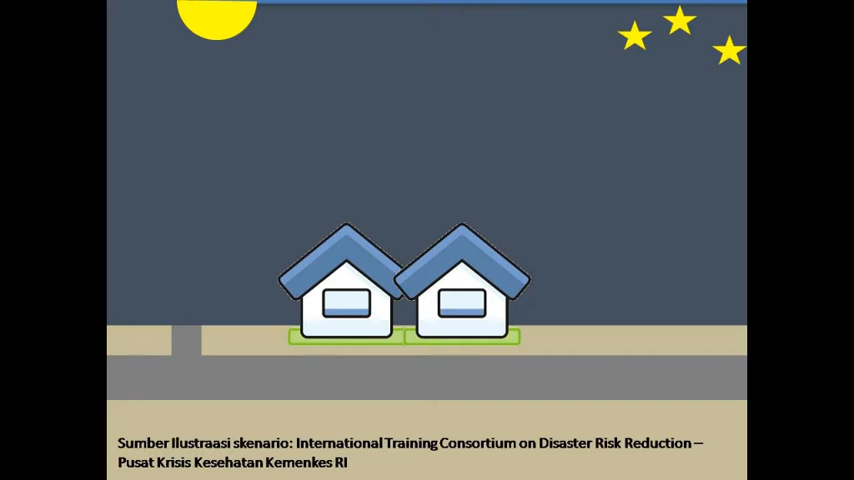 Sumber Ilustraasi skenario: International Training Consortium on Disaster Risk Reduction –
Pusat Krisis Kesehatan Kemenkes RI